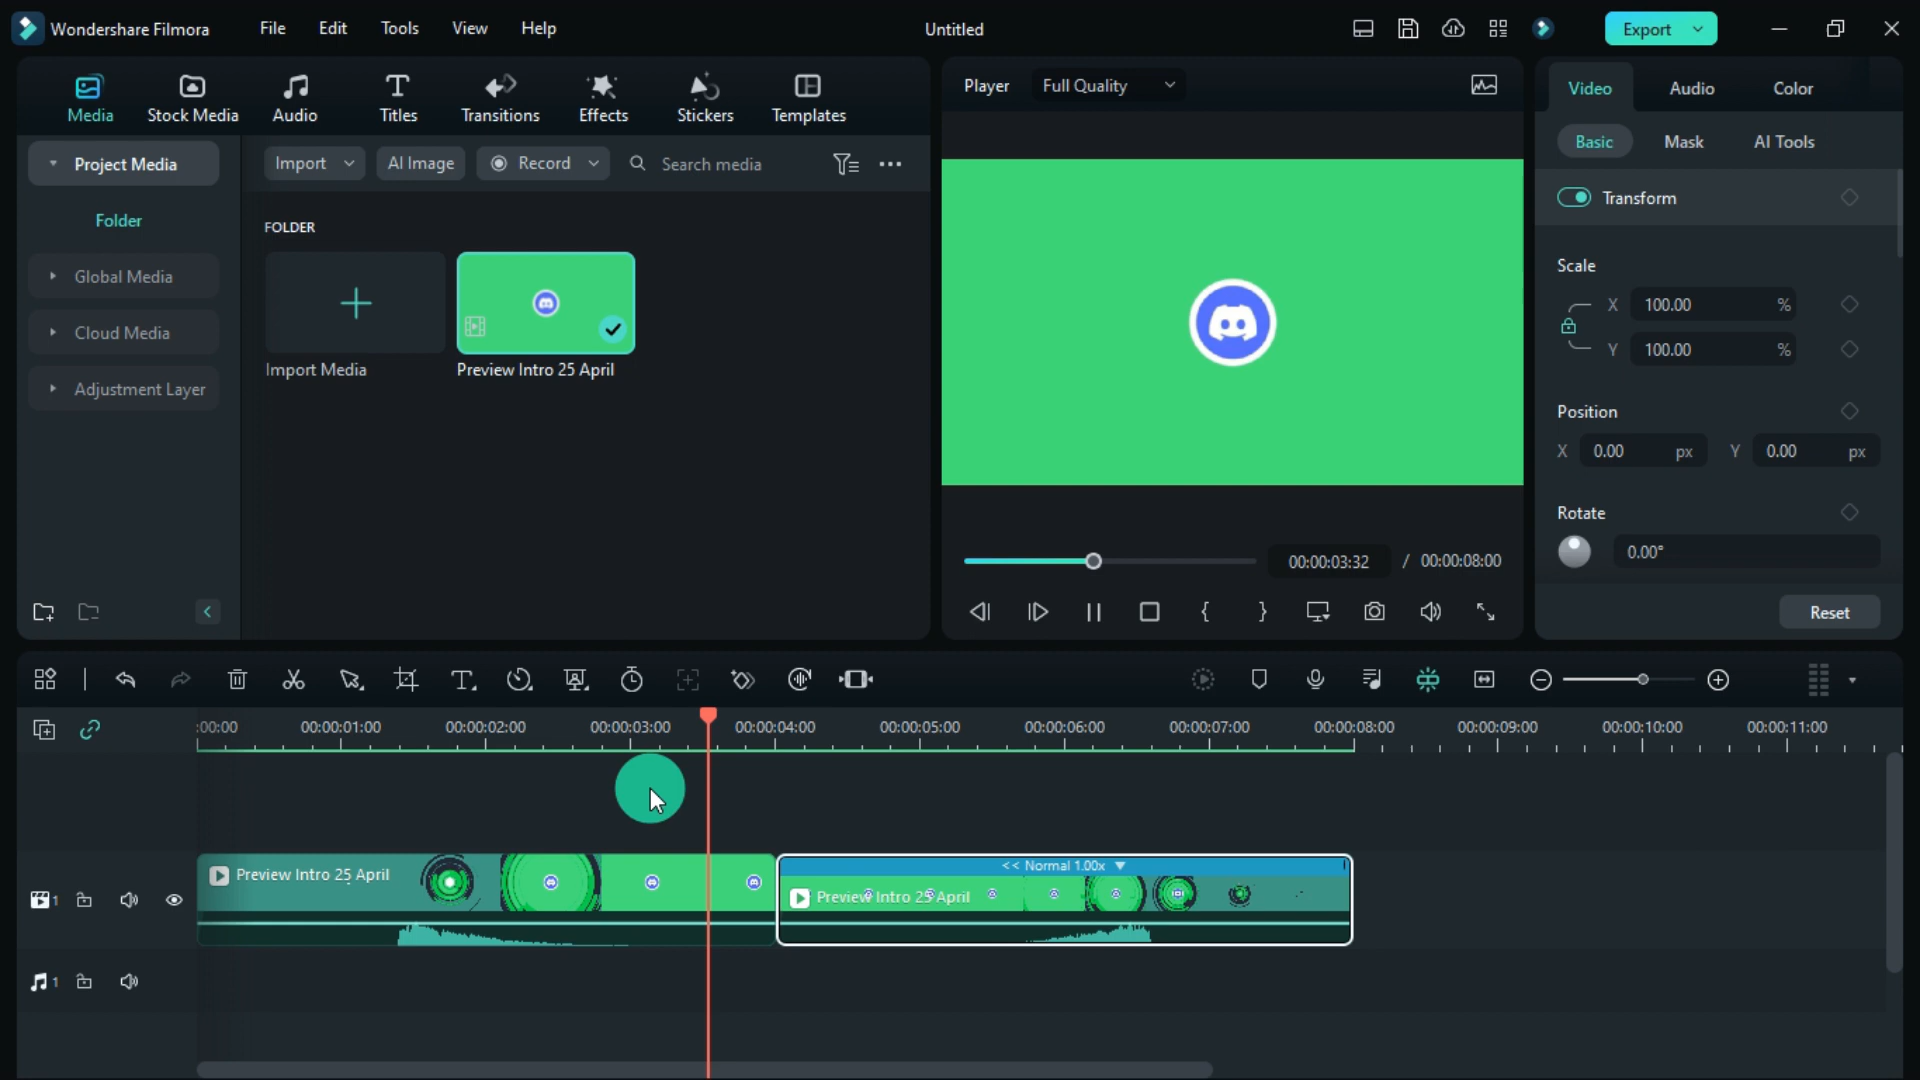 Wondershare Filmora
File
Edit
Tools
View
Help
Untitled
Export
Media
Stock Media
Audio
Titles
Transitions
Effects
Stickers
Templates
Player
Full Quality
Video
Audio
Color
Project Media
Import
AI Image
Record
Search media
Basic
Mask
AI Tools
Folder
Global Media
Cloud Media
Adjustment Layer
FOLDER
Import Media
Preview Intro 25 April
Transform
Scale
X 100.00 %
Y 100.00 %
Position
X 0.00 px Y 0.00 px
Rotate
0.00°
Reset
00:00:03:32 / 00:00:08:00
:00:00
00:00:01:00
00:00:02:00
00:00:03:00
00:00:04:00
00:00:05:00
00:00:06:00
00:00:07:00
00:00:08:00
00:00:09:00
00:00:10:00
00:00:11:00
<< Normal 1.00x
Preview Intro 25 April
Preview Intro 25 April
1
1